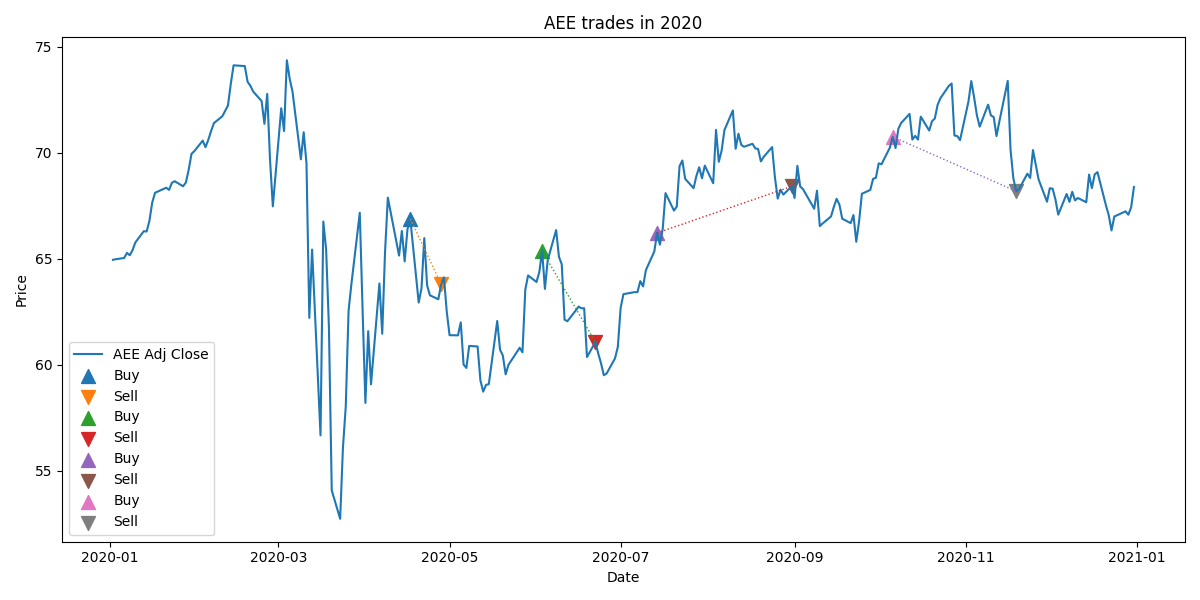 AEE trades in 2020
75
70
65
60
55
Price
AEE Adj Close
Buy
Sell
Buy
Sell
Buy
Sell
Buy
Sell
2020-01
2020-03
2020-05
2020-07
2020-09
2020-11
2021-01
Date